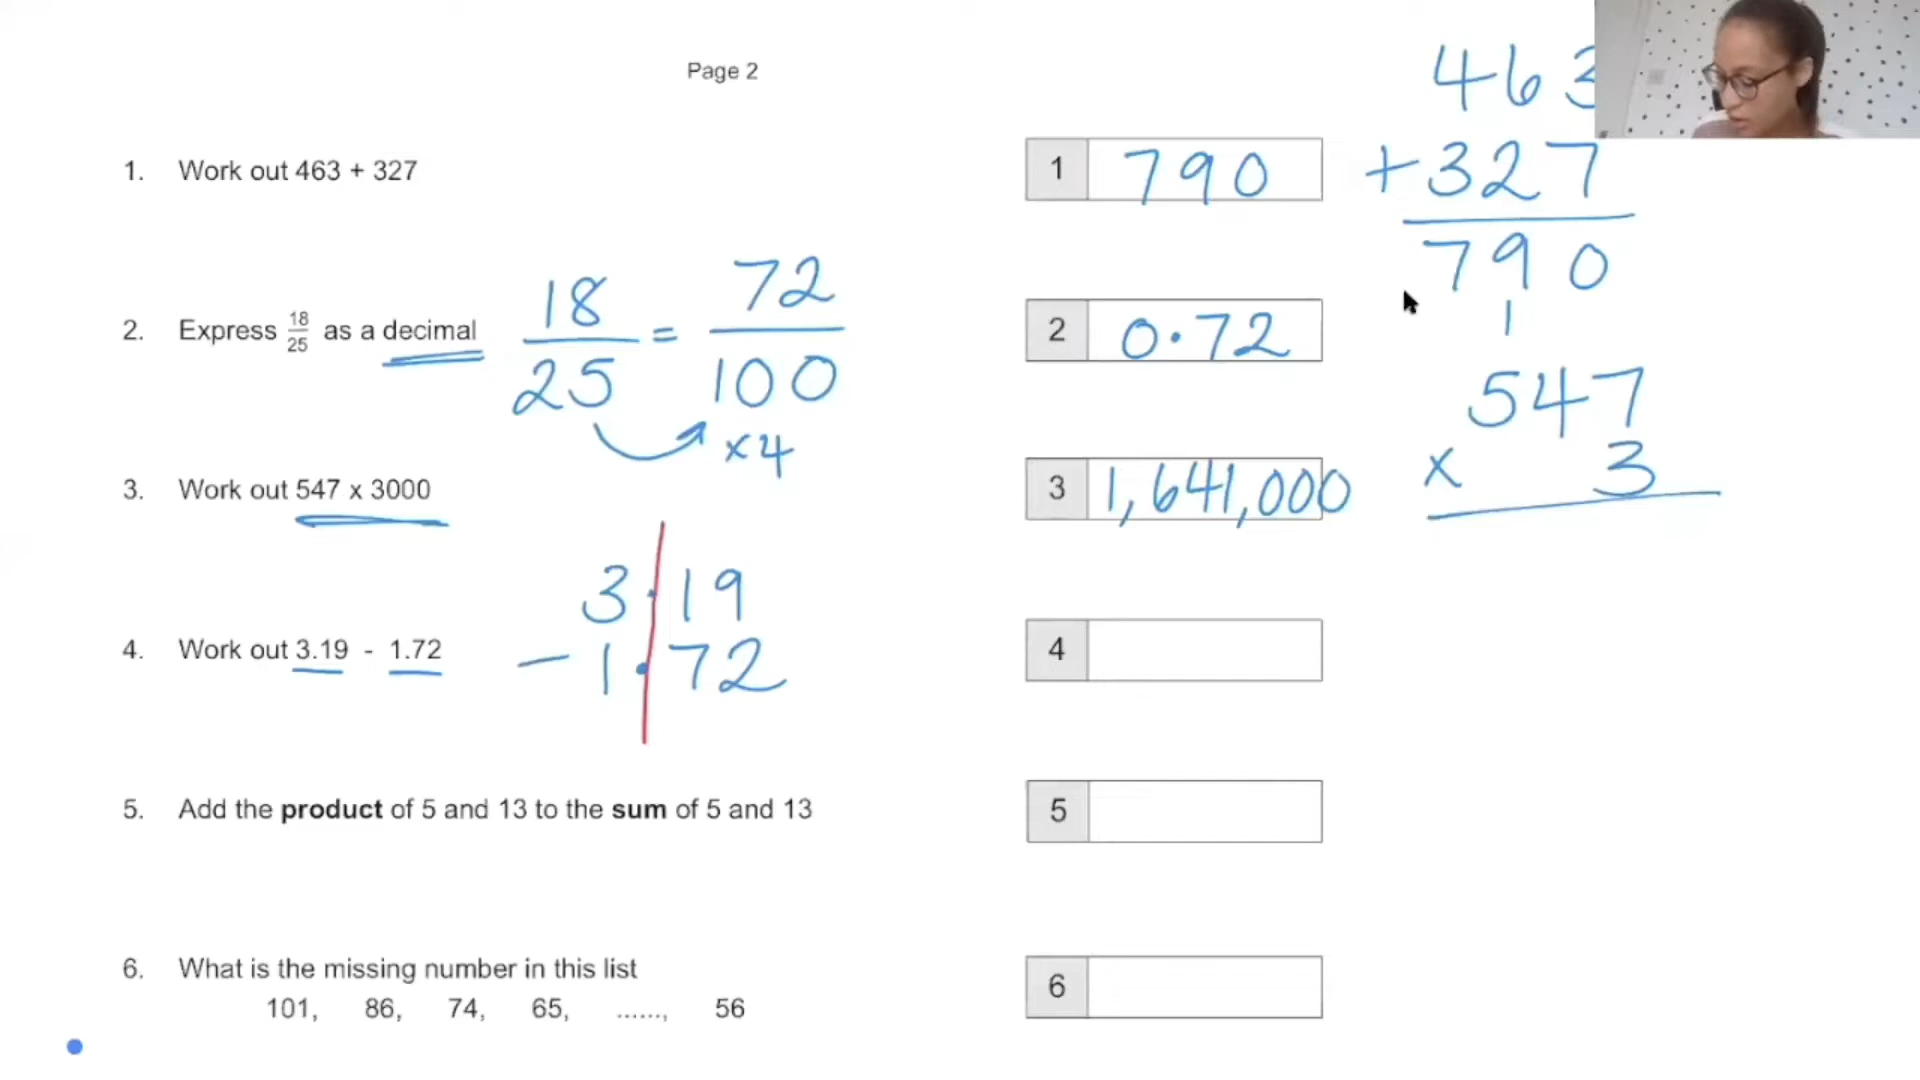 Page 2
1. Work out 463 + 327
1 790
463
+ 327
790
1
2. Express 18/25 as a decimal
18/25 = 72/100
x4
2 0.72
3. Work out 547 x 3000
3 1,641,000
547
x 3
4. Work out 3.19 - 1.72
3.19
- 1.72
4
5. Add the product of 5 and 13 to the sum of 5 and 13
5
6. What is the missing number in this list
101, 86, 74, 65, ......, 56
6